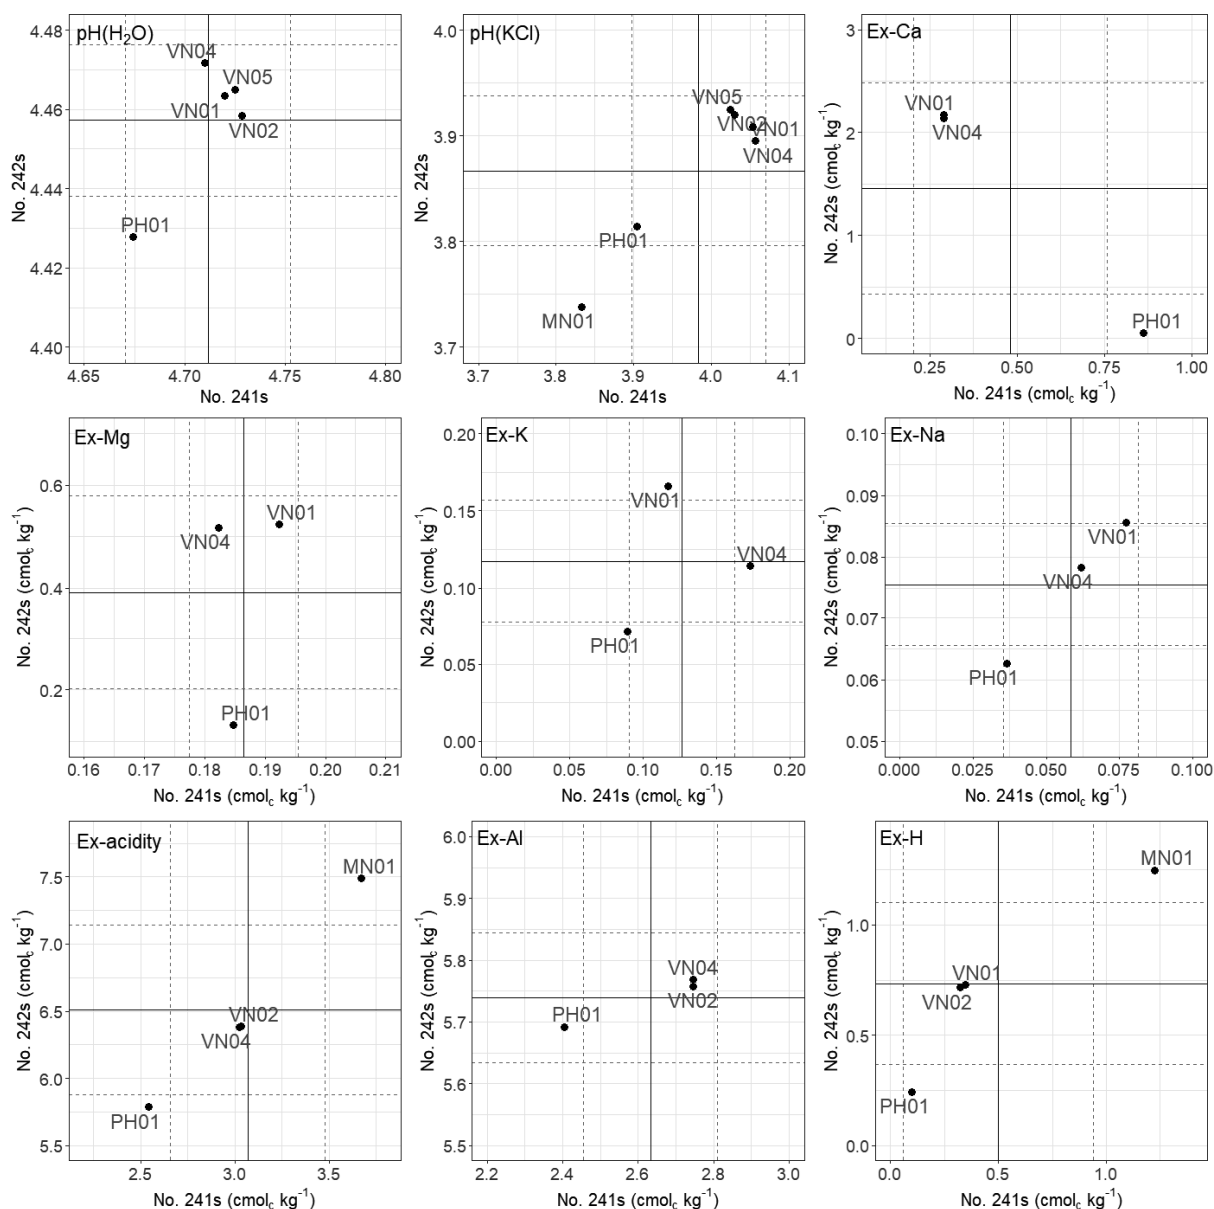 pH(H₂O)
4.48
4.46
4.44
4.42
4.40
No. 242s
VN04
VN05
VN01
VN02
PH01
4.65
4.70
4.75
4.80
No. 241s
pH(KCl)
4.0
3.9
3.8
3.7
No. 242s
VN05
VN02
VN01
VN04
PH01
MN01
3.7
3.8
3.9
4.0
4.1
No. 241s
Ex-Ca
3
2
1
0
No. 242s (cmolc kg⁻¹)
VN01
VN04
PH01
0.25
0.50
0.75
1.00
No. 241s (cmolc kg⁻¹)
Ex-Mg
0.6
0.4
0.2
No. 242s (cmolc kg⁻¹)
VN01
VN04
PH01
0.16
0.17
0.18
0.19
0.20
0.21
No. 241s (cmolc kg⁻¹)
Ex-K
0.20
0.15
0.10
0.05
0.00
No. 242s (cmolc kg⁻¹)
VN01
VN04
PH01
0.00
0.05
0.10
0.15
0.20
No. 241s (cmolc kg⁻¹)
Ex-Na
0.10
0.09
0.08
0.07
0.06
0.05
No. 242s (cmolc kg⁻¹)
VN01
VN04
PH01
0.000
0.025
0.050
0.075
0.100
No. 241s (cmolc kg⁻¹)
Ex-acidity
7.5
7.0
6.5
6.0
5.5
No. 242s (cmolc kg⁻¹)
MN01
VN02
VN04
PH01
2.5
3.0
3.5
No. 241s (cmolc kg⁻¹)
Ex-Al
6.0
5.9
5.8
5.7
5.6
5.5
No. 242s (cmolc kg⁻¹)
VN04
VN02
PH01
2.2
2.4
2.6
2.8
3.0
No. 241s (cmolc kg⁻¹)
Ex-H
1.0
0.5
0.0
No. 242s (cmolc kg⁻¹)
MN01
VN01
VN02
PH01
0.0
0.5
1.0
No. 241s (cmolc kg⁻¹)